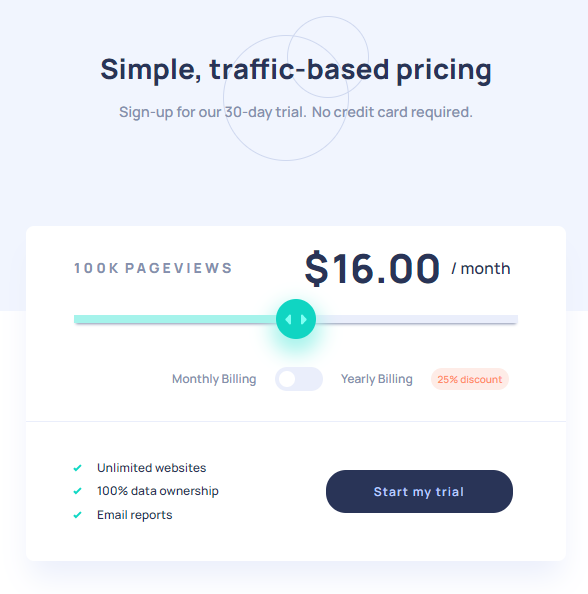 Simple, traffic-based pricing
Sign-up for our 30-day trial. No credit card required.
100K PAGEVIEWS
$16.00 / month
Monthly Billing
Yearly Billing
25% discount
Unlimited websites
100% data ownership
Email reports
Start my trial